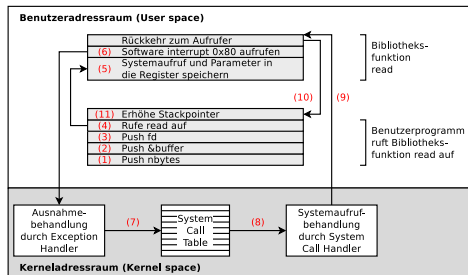 Benutzeradressraum (User space)
Rückkehr zum Aufrufer
(6) Software interrupt 0x80 aufrufen
(5) Systemaufruf und Parameter in
die Register speichern
Bibliotheks-
funktion
read
(10)
(9)
(11) Erhöhe Stackpointer
(4) Rufe read auf
(3) Push fd
(2) Push &buffer
(1) Push nbytes
Benutzerprogramm
ruft Bibliotheks-
funktion read auf
Ausnahme-
behandlung
durch Exception
Handler
(7)
System
Call
Table
(8)
Systemaufruf-
behandlung
durch System
Call Handler
Kerneladressraum (Kernel space)